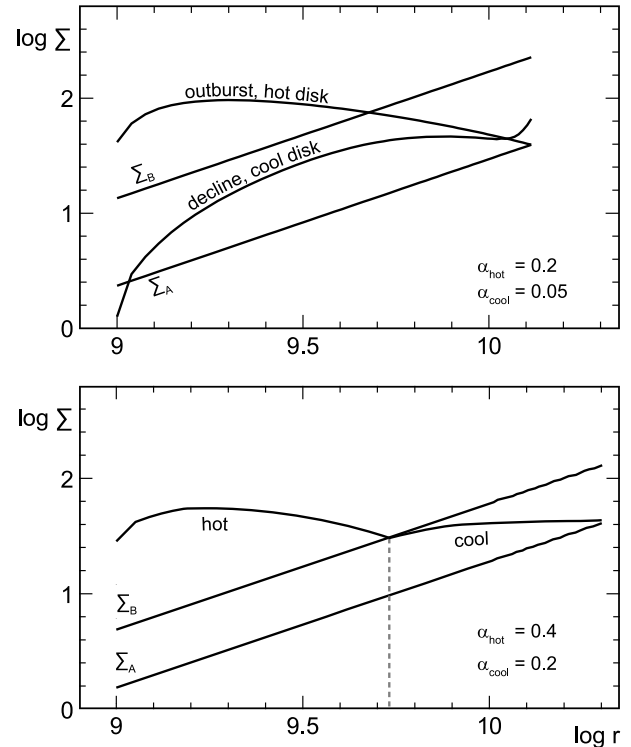 log Σ
2
1
0
outburst, hot disk
decline, cool disk
Σ_B
Σ_A
α_hot = 0.2
α_cool = 0.05
9
9.5
10
log Σ
2
1
0
hot
cool
Σ_B
Σ_A
α_hot = 0.4
α_cool = 0.2
9
9.5
10
log r